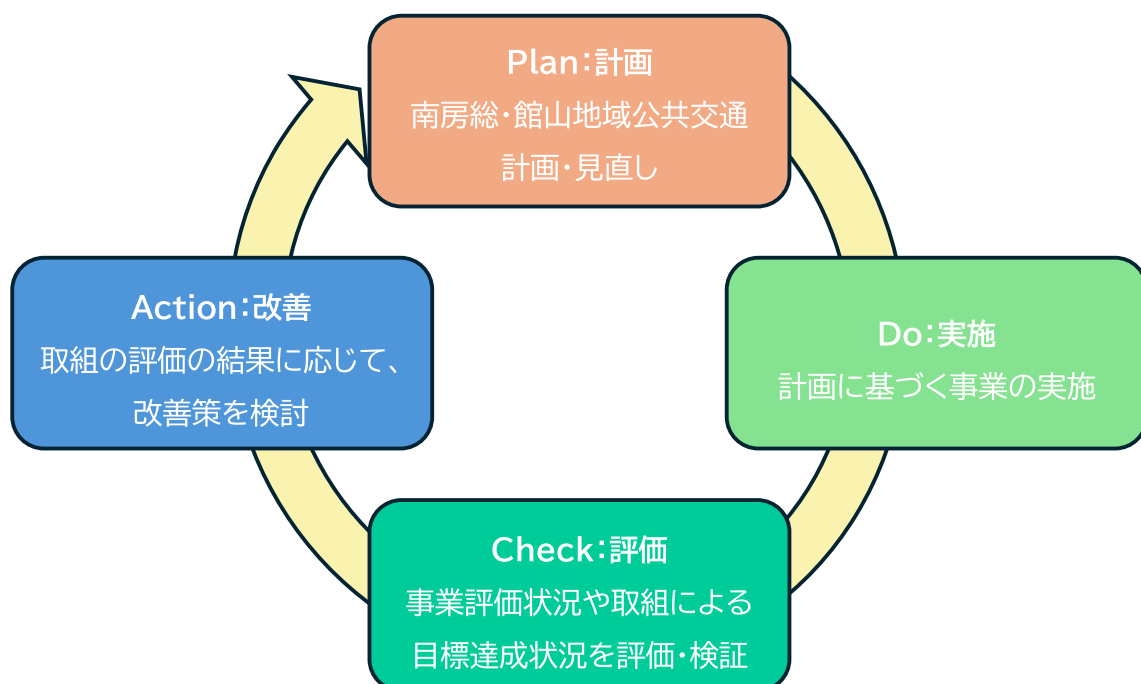 Plan：計画
南房総・館山地域公共交通
計画・見直し
Do：実施
計画に基づく事業の実施
Check：評価
事業評価状況や取組による
目標達成状況を評価・検証
Action：改善
取組の評価の結果に応じて、
改善策を検討